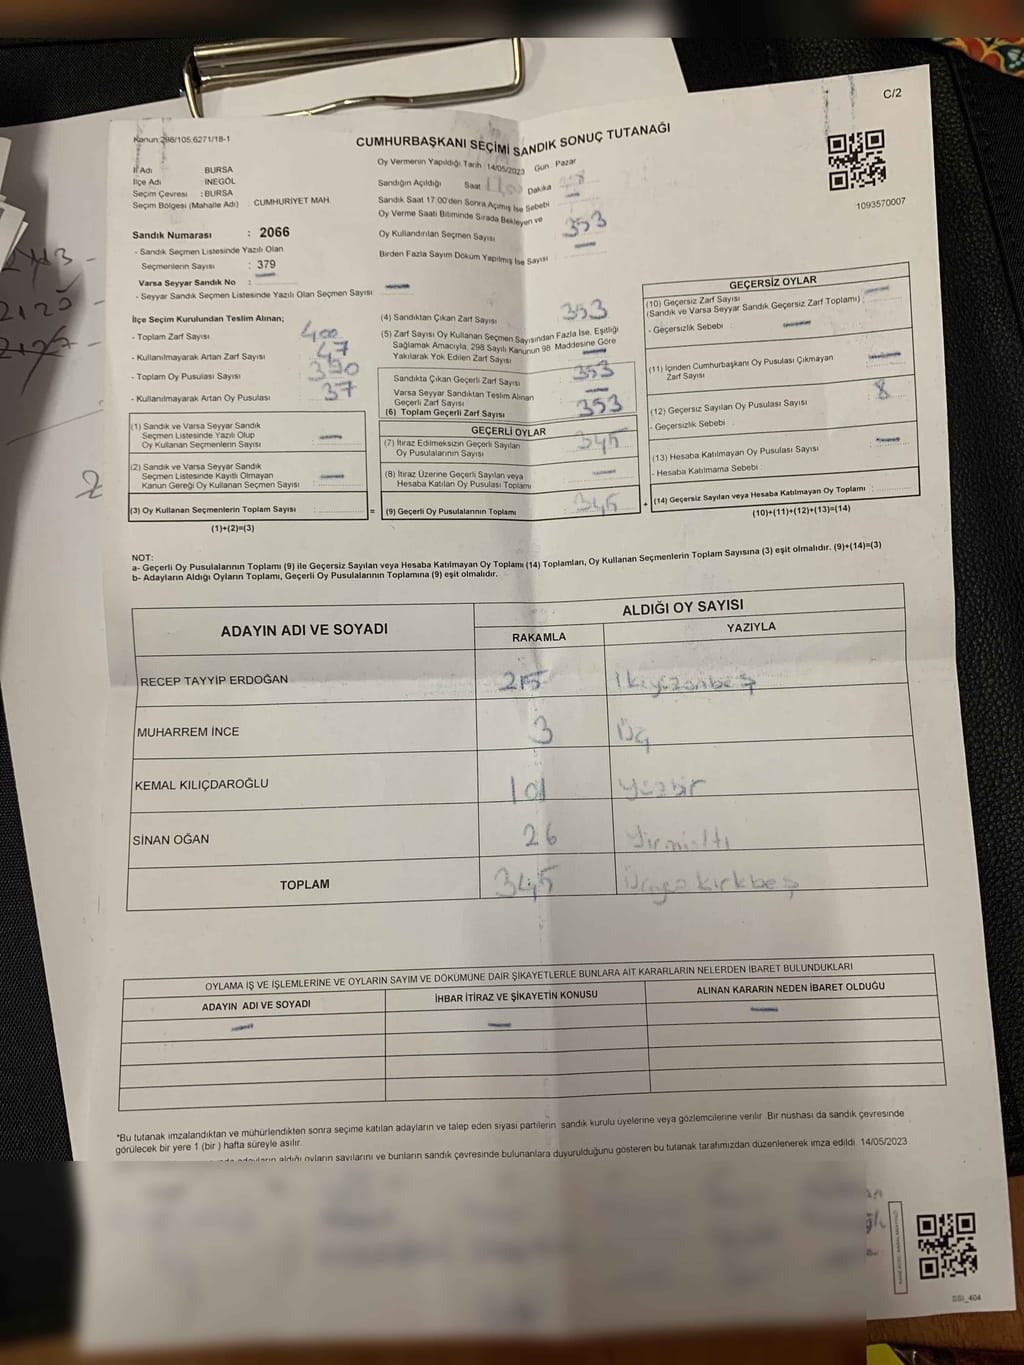 C/2
Kanun:298/105;6271/18-1
CUMHURBAŞKANI SEÇİMİ SANDIK SONUÇ TUTANAĞI
İl Adı BURSA
İlçe Adı İNEGÖL
Seçim Çevresi : BURSA
Seçim Bölgesi (Mahalle Adı) CUMHURİYET MAH.
Oy Vermenin Yapıldığı Tarih 14/05/2023 Gün Pazar
Sandığın Açıldığı Saat Dakika
Sandık Saat 17:00'den Sonra Açımış İse Sebebi
Oy Verme Saati Bitiminde Sırada Bekleyen ve
Oy Kullandırılan Seçmen Sayısı 353
Birden Fazla Sayım Döküm Yapılmış İse Sayısı
1093570007
Sandık Numarası : 2066
- Sandık Seçmen Listesinde Yazılı Olan
Seçmenlerin Sayısı : 379
Varsa Seyyar Sandık No :
- Seyyar Sandık Seçmen Listesinde Yazılı Olan Seçmen Sayısı
İlçe Seçim Kurulundan Teslim Alınan;
- Toplam Zarf Sayısı 400
- Kullanılmayarak Artan Zarf Sayısı 47
- Toplam Oy Pusulası Sayısı 390
- Kullanılmayarak Artan Oy Pusulası 37
(1) Sandık ve Varsa Seyyar Sandık
Seçmen Listesinde Yazılı Olup
Oy Kullanan Seçmenlerin Sayısı
(2) Sandık ve Varsa Seyyar Sandık
Seçmen Listesinde Kayıtlı Olmayan
Kanun Gereği Oy Kullanan Seçmen Sayısı
(3) Oy Kullanan Seçmenlerin Toplam Sayısı
(1)+(2)=(3)
(4) Sandıktan Çıkan Zarf Sayısı 353
(5) Zarf Sayısı Oy Kullanan Seçmen Sayısından Fazla İse, Eşitliği
Sağlamak Amacıyla, 298 Sayılı Kanunun 98. Maddesine Göre
Yakılarak Yok Edilen Zarf Sayısı
Sandıkta Çıkan Geçerli Zarf Sayısı 353
Varsa Seyyar Sandıktan Teslim Alınan
Geçerli Zarf Sayısı
(6) Toplam Geçerli Zarf Sayısı 353
GEÇERLİ OYLAR
(7) İtiraz Edilmeksizin Geçerli Sayılan
Oy Pusulalarının Sayısı 345
(8) İtiraz Üzerine Geçerli Sayılan veya
Hesaba Katılan Oy Pusulası Toplamı
= (9) Geçerli Oy Pusulalarının Toplamı 345 +
GEÇERSİZ OYLAR
(10) Geçersiz Zarf Sayısı
(Sandık ve Varsa Seyyar Sandık Geçersiz Zarf Toplamı)
- Geçersizlik Sebebi
(11) İçinden Cumhurbaşkanı Oy Pusulası Çıkmayan
Zarf Sayısı
(12) Geçersiz Sayılan Oy Pusulası Sayısı 8
- Geçersizlik Sebebi
(13) Hesaba Katılmayan Oy Pusulası Sayısı
- Hesaba Katılmama Sebebi
(14) Geçersiz Sayılan veya Hesaba Katılmayan Oy Toplamı
(10)+(11)+(12)+(13)=(14)
2
NOT:
a- Geçerli Oy Pusulalarının Toplamı (9) ile Geçersiz Sayılan veya Hesaba Katılmayan Oy Toplamı (14) Toplamları, Oy Kullanan Seçmenlerin Toplam Sayısına (3) eşit olmalıdır. (9)+(14)=(3)
b- Adayların Aldığı Oyların Toplamı, Geçerli Oy Pusulalarının Toplamına (9) eşit olmalıdır.
ADAYIN ADI VE SOYADI ALDIĞI OY SAYISI
RAKAMLA YAZIYLA
RECEP TAYYİP ERDOĞAN 215 İkiyüzonbeş
MUHARREM İNCE 3 Üç
KEMAL KILIÇDAROĞLU 101 Yüzbir
SİNAN OĞAN 26 Yirmialtı
TOPLAM 345 Üçyüzkırkbeş
OYLAMA İŞ VE İŞLEMLERİNE VE OYLARIN SAYIM VE DÖKÜMÜNE DAİR ŞİKAYETLERLE BUNLARA AİT KARARLARIN NELERDEN İBARET BULUNDUKLARI
ADAYIN ADI VE SOYADI İHBAR İTİRAZ VE ŞİKAYETİN KONUSU ALINAN KARARIN NEDEN İBARET OLDUĞU
*Bu tutanak imzalandıktan ve mühürlendikten sonra seçime katılan adayların ve talep eden siyasi partilerin sandık kurulu üyelerine veya gözlemcilerine verilir. Bir nüshası da sandık çevresinde
görülecek bir yere 1 (bir ) hafta süreyle asılır.
adayların aldığı oyların sayılarını ve bunların sandık çevresinde bulunanlara duyurulduğunu gösteren bu tutanak tarafımızdan düzenlenerek imza edildi. 14/05/2023
SSI_404